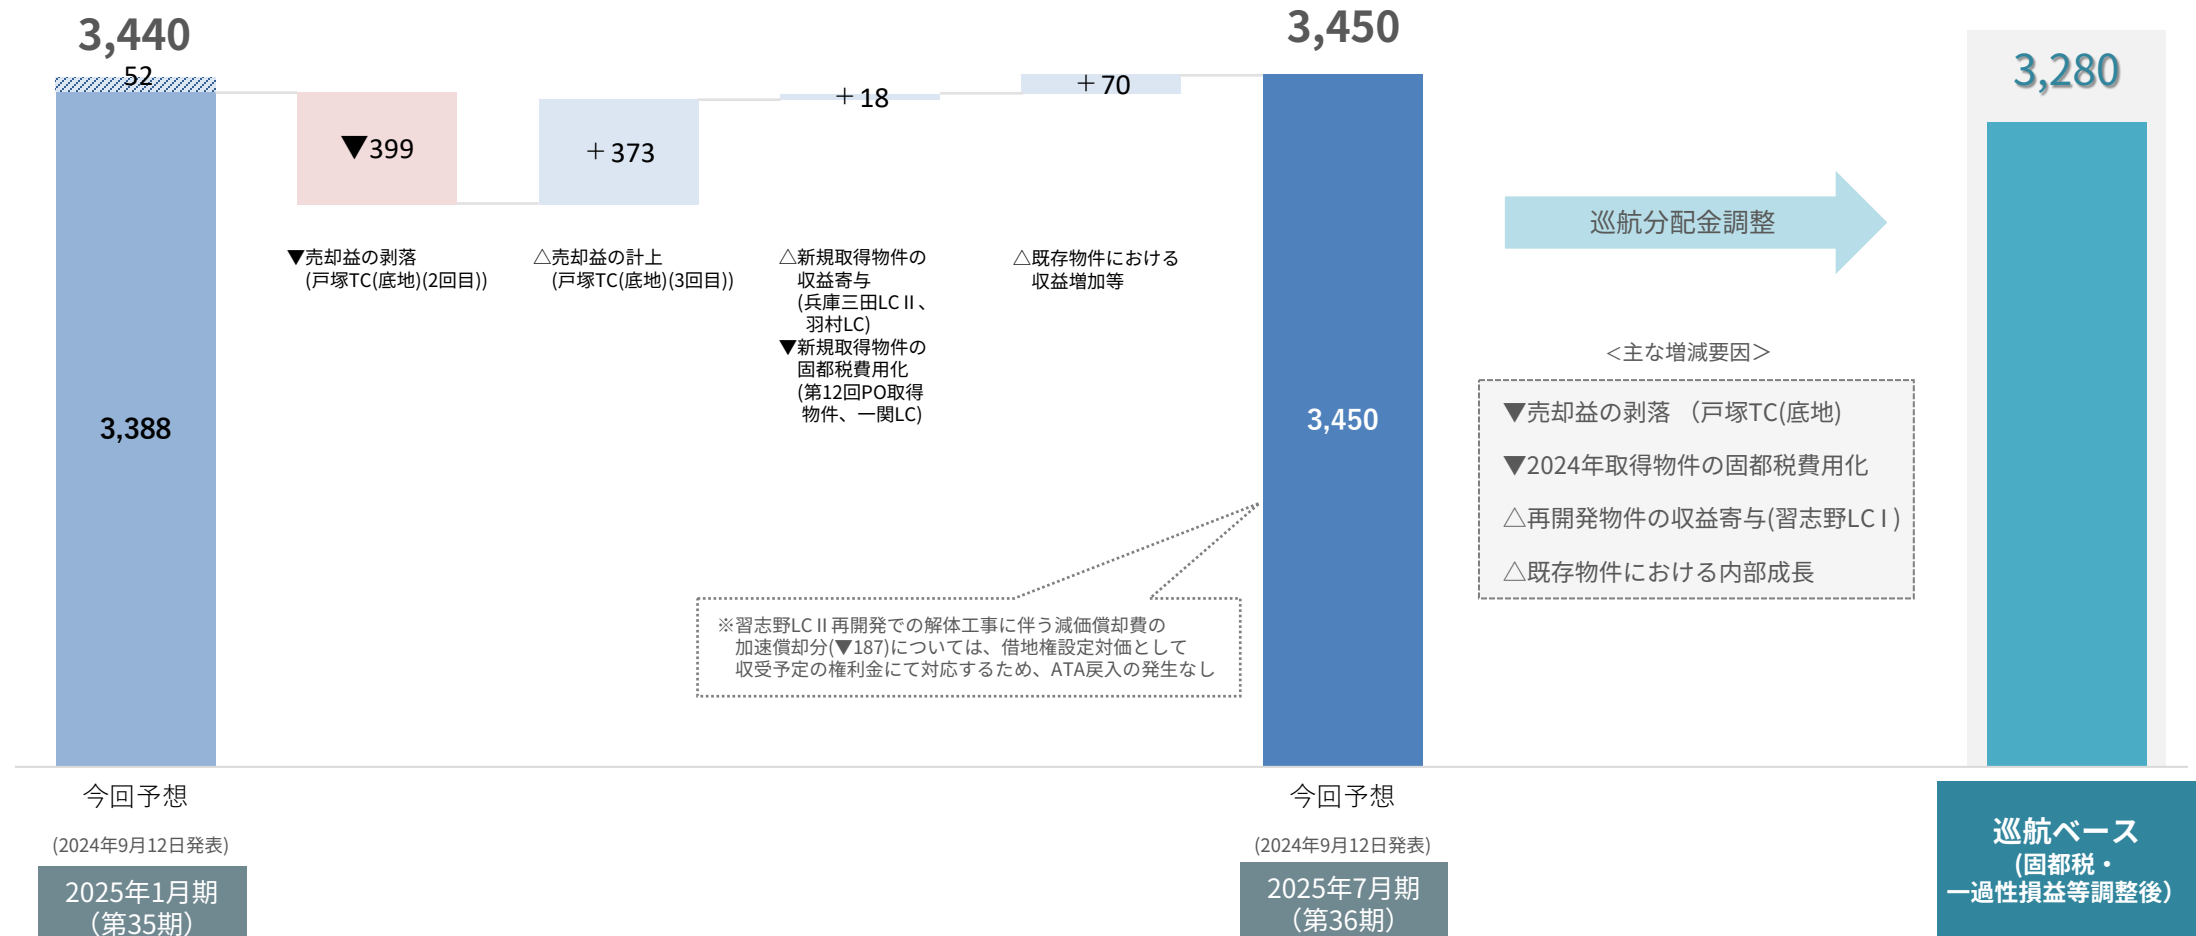 3,440
52
3,388
▼399
＋373
＋18
＋70
3,450
3,450
3,280
▼売却益の剥落
(戸塚TC(底地)(2回目))
△売却益の計上
(戸塚TC(底地)(3回目))
△新規取得物件の
収益寄与
(兵庫三田LCⅡ、
羽村LC)
▼新規取得物件の
固都税費用化
(第12回PO取得
物件、一関LC)
△既存物件における
収益増加等
※習志野LCⅡ再開発での解体工事に伴う減価償却費の
加速償却分(▼187)については、借地権設定対価として
収受予定の権利金にて対応するため、ATA戻入の発生なし
巡航分配金調整
＜主な増減要因＞
▼売却益の剥落 （戸塚TC(底地)
▼2024年取得物件の固都税費用化
△再開発物件の収益寄与(習志野LCⅠ)
△既存物件における内部成長
今回予想
(2024年9月12日発表)
2025年1月期
（第35期）
今回予想
(2024年9月12日発表)
2025年7月期
（第36期）
巡航ベース
(固都税・
一過性損益等調整後）